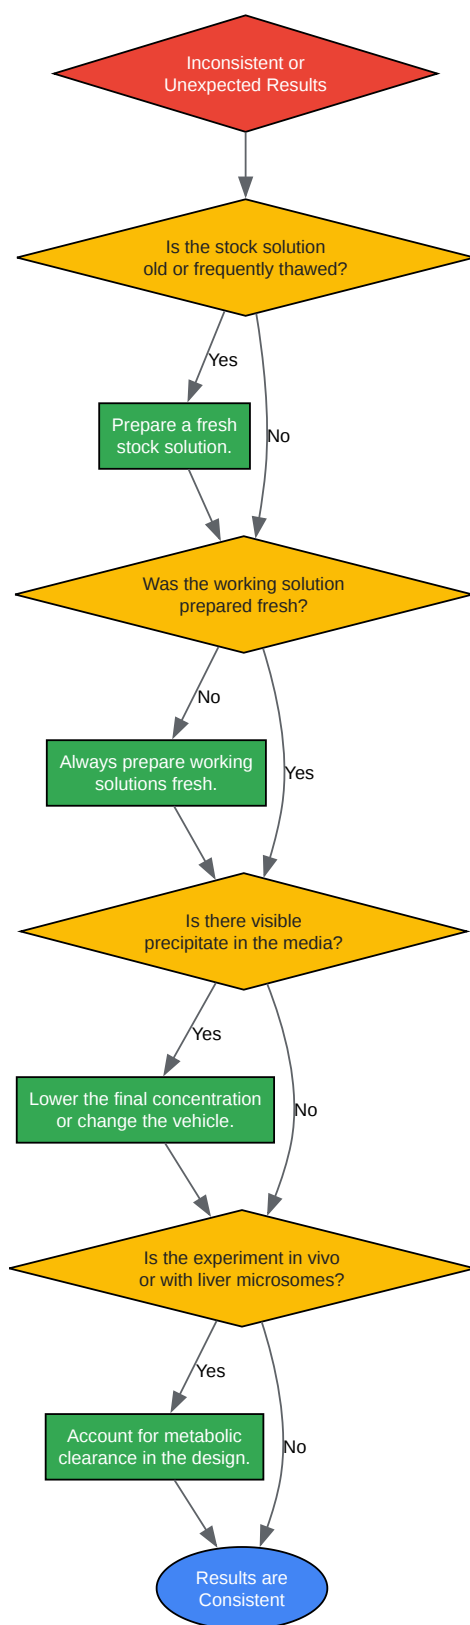 Inconsistent or
Unexpected Results
Is the stock solution
old or frequently thawed?
Yes
No
Prepare a fresh
stock solution.
Was the working solution
prepared fresh?
No
Yes
Always prepare working
solutions fresh.
Is there visible
precipitate in the media?
Yes
No
Lower the final concentration
or change the vehicle.
Is the experiment in vivo
or with liver microsomes?
Yes
No
Account for metabolic
clearance in the design.
Results are
Consistent